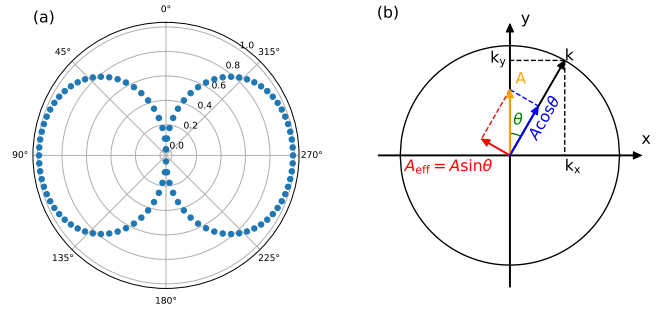 (a)
0°
45°
315°
90°
270°
135°
225°
180°
0.0
0.2
0.4
0.6
0.8
1.0
(b)
y
x
k
k_y
k_x
A
θ
Acosθ
A_eff = Asinθ